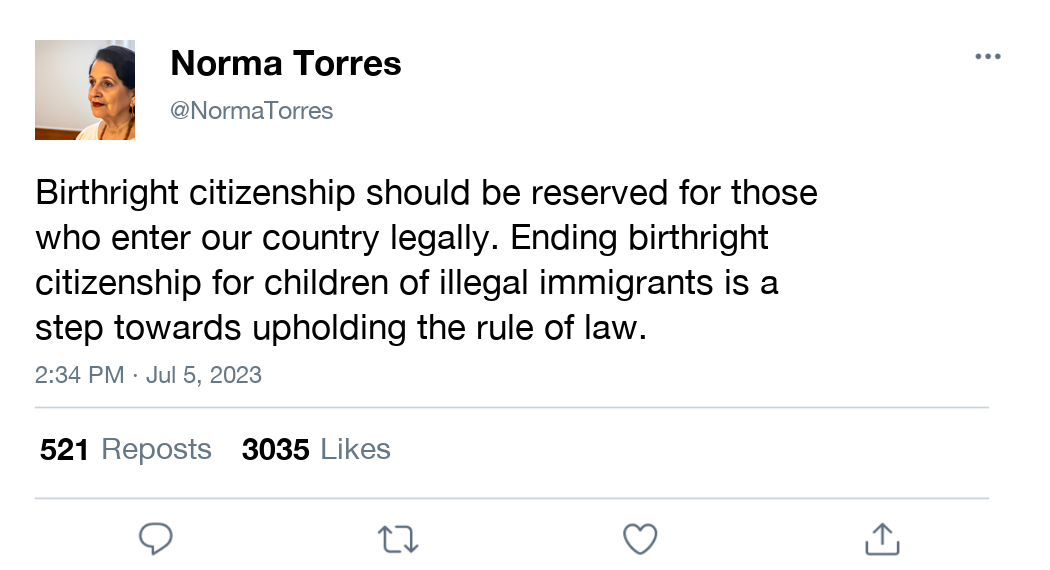 Norma Torres
@NormaTorres
Birthright citizenship should be reserved for those
who enter our country legally. Ending birthright
citizenship for children of illegal immigrants is a
step towards upholding the rule of law.
2:34 PM · Jul 5, 2023
521 Reposts 3035 Likes